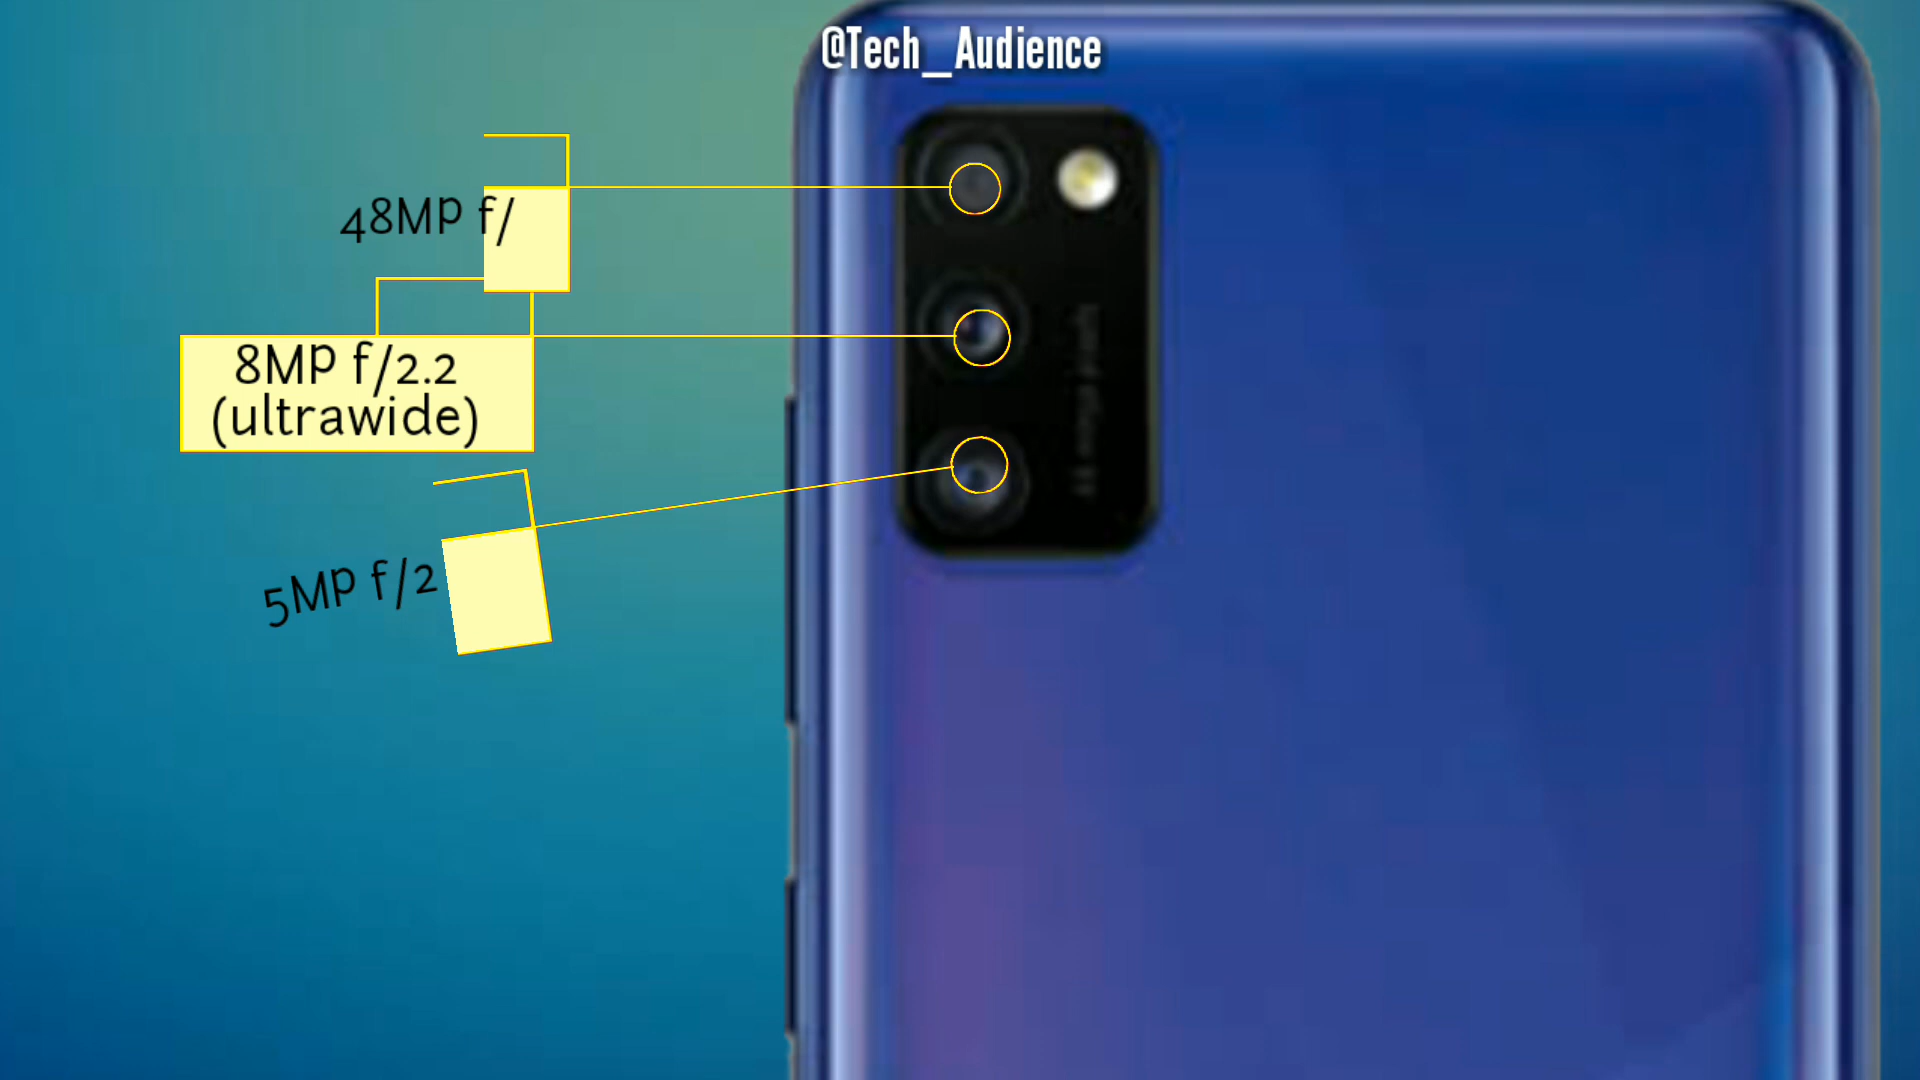 @Tech_Audience
48MP f/
8MP f/2.2
(ultrawide)
5MP f/2